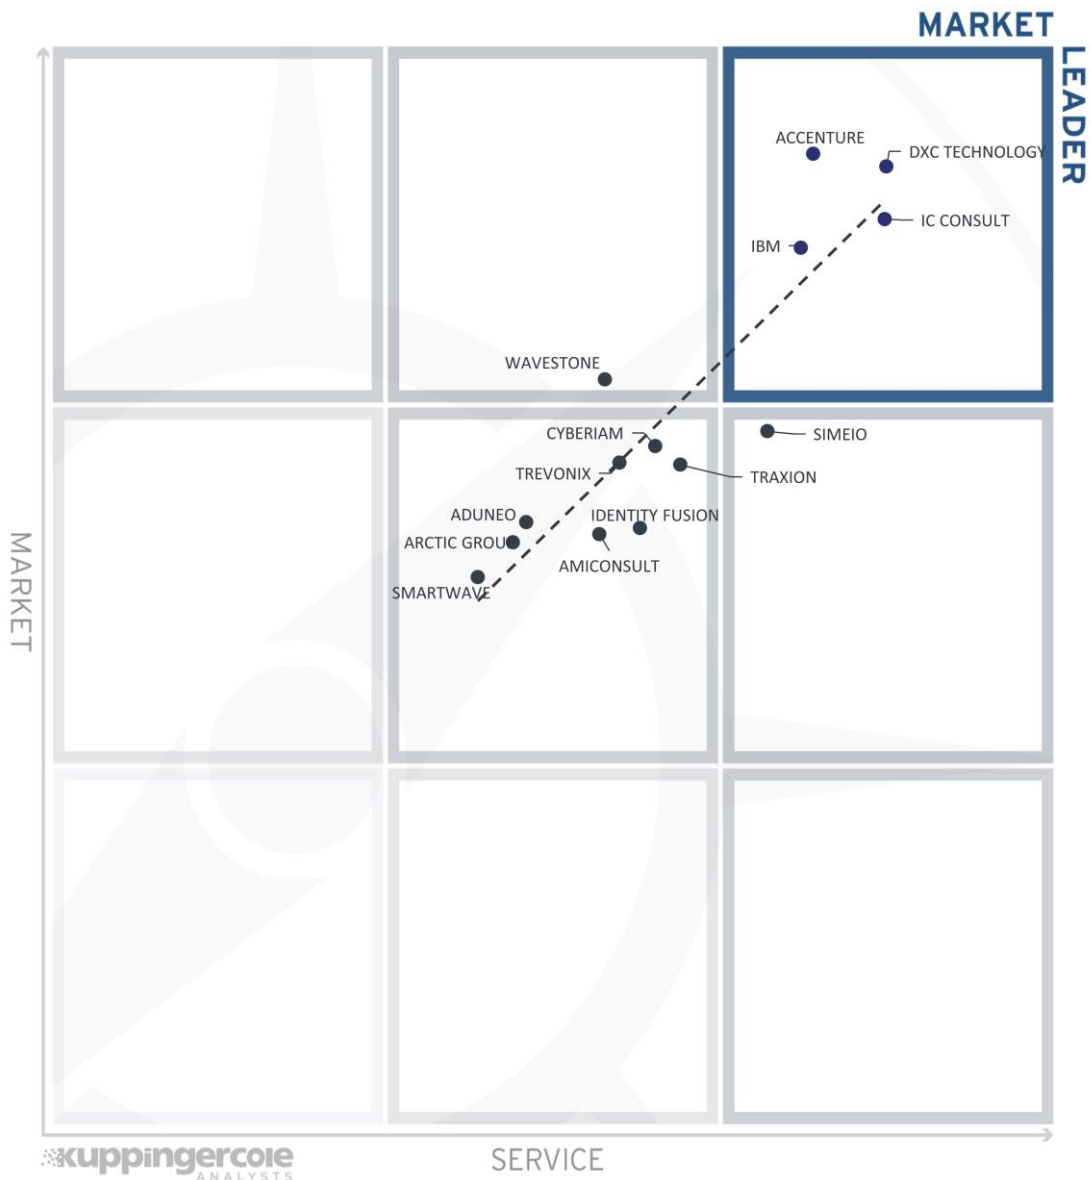 MARKET
LEADER
ACCENTURE
DXC TECHNOLOGY
IC CONSULT
IBM
WAVESTONE
CYBERIAM
SIMEIO
TREVONIX
TRAXION
ADUNEO
IDENTITY FUSION
ARCTIC GROU
AMICONSULT
SMARTWAVE
MARKET
kuppingercole
ANALYSTS
SERVICE